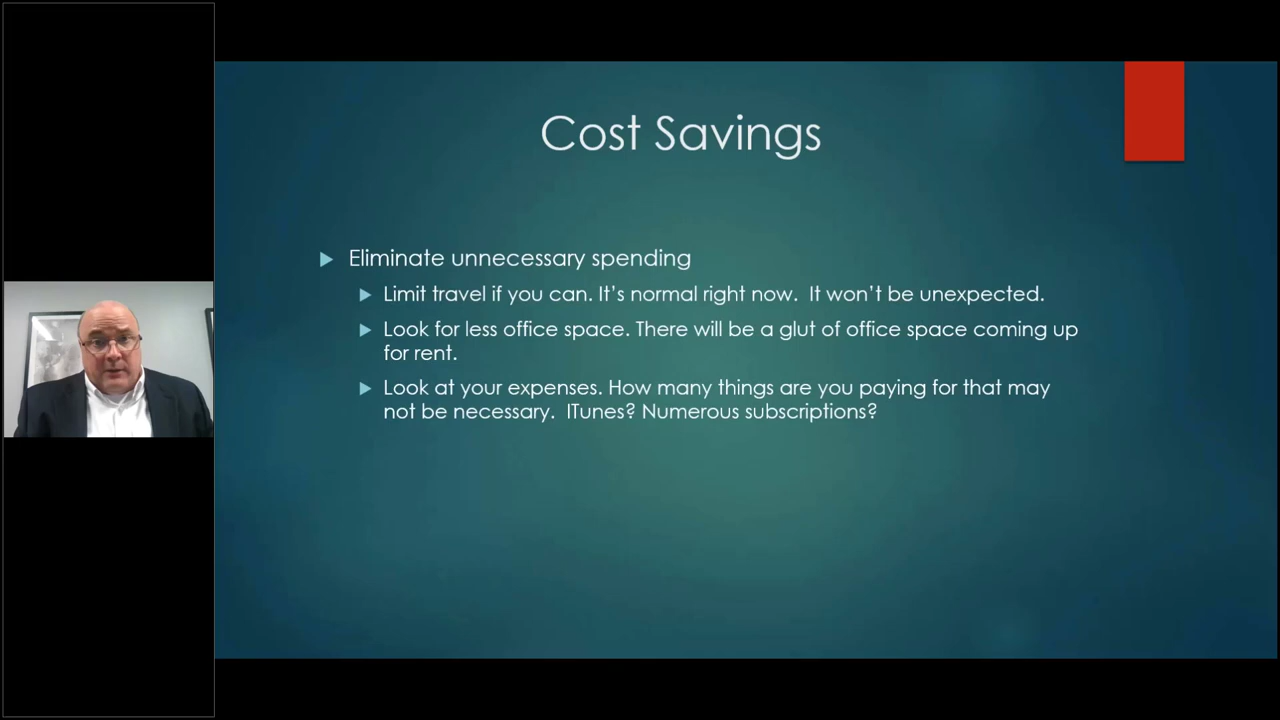 Cost Savings
Eliminate unnecessary spending
Limit travel if you can. It's normal right now.  It won't be unexpected.
Look for less office space. There will be a glut of office space coming up
for rent.
Look at your expenses. How many things are you paying for that may
not be necessary.  ITunes? Numerous subscriptions?